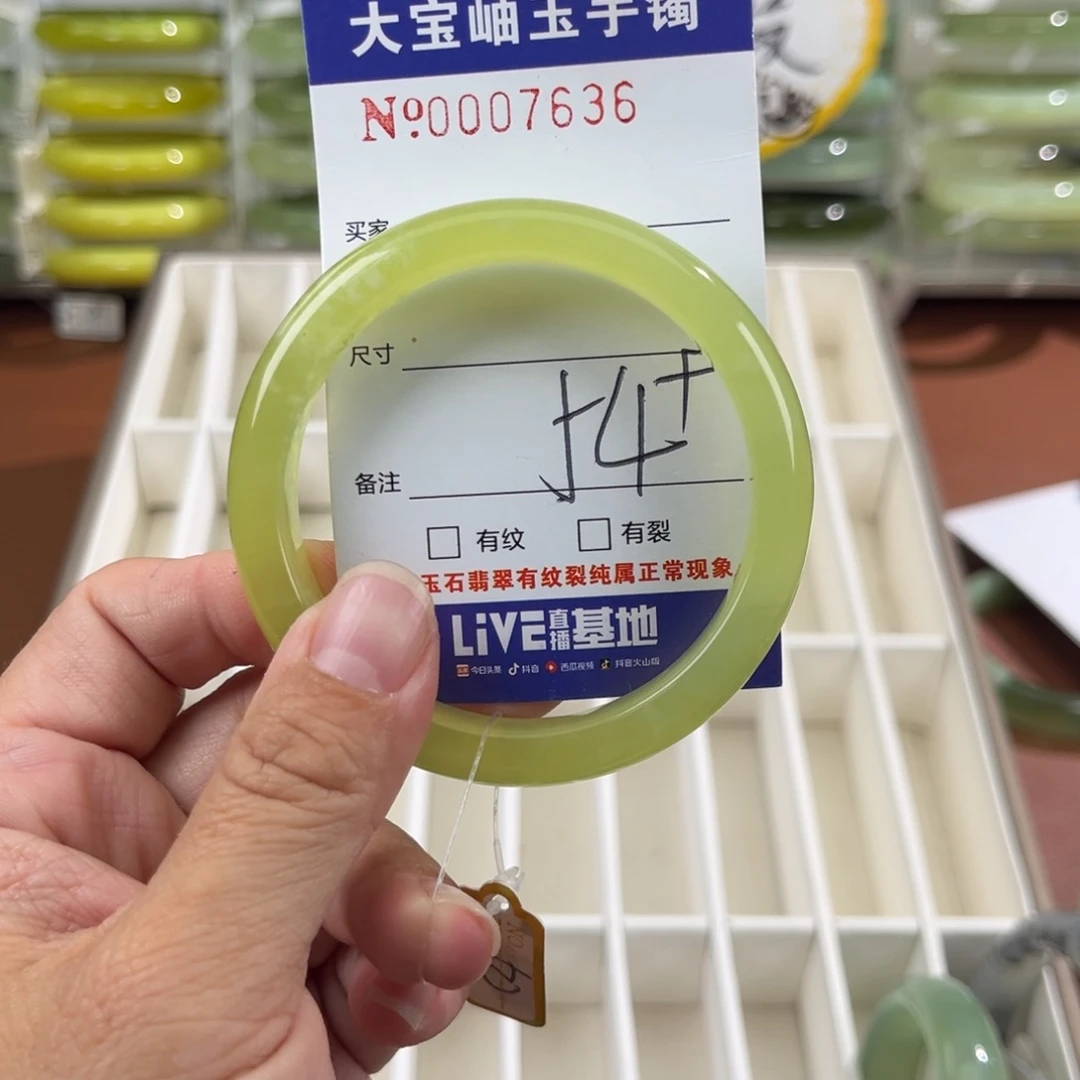 大宝岫玉手镯
Nº0007636
买家
尺寸
备注
有纹 有裂
玉石翡翠有纹裂纯属正常现象
LiVE直播基地
今日头条 抖音 西瓜视频 抖音火山版